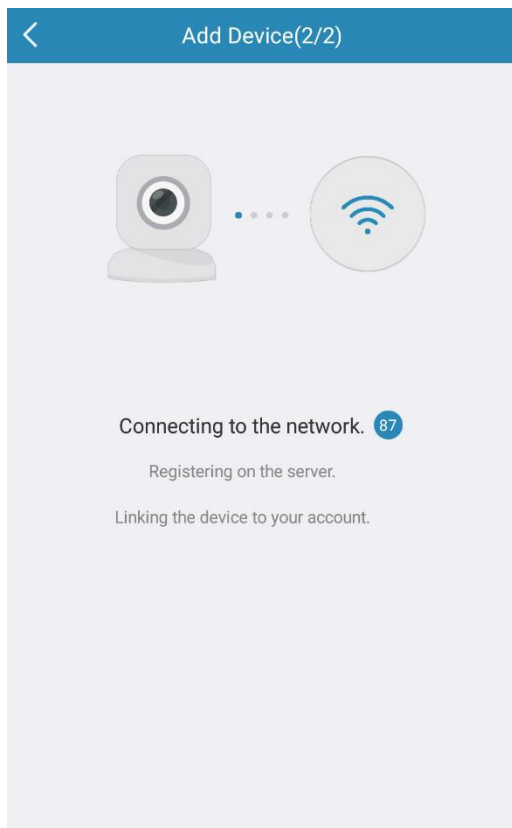 Add Device(2/2)
Connecting to the network. 87
Registering on the server.
Linking the device to your account.